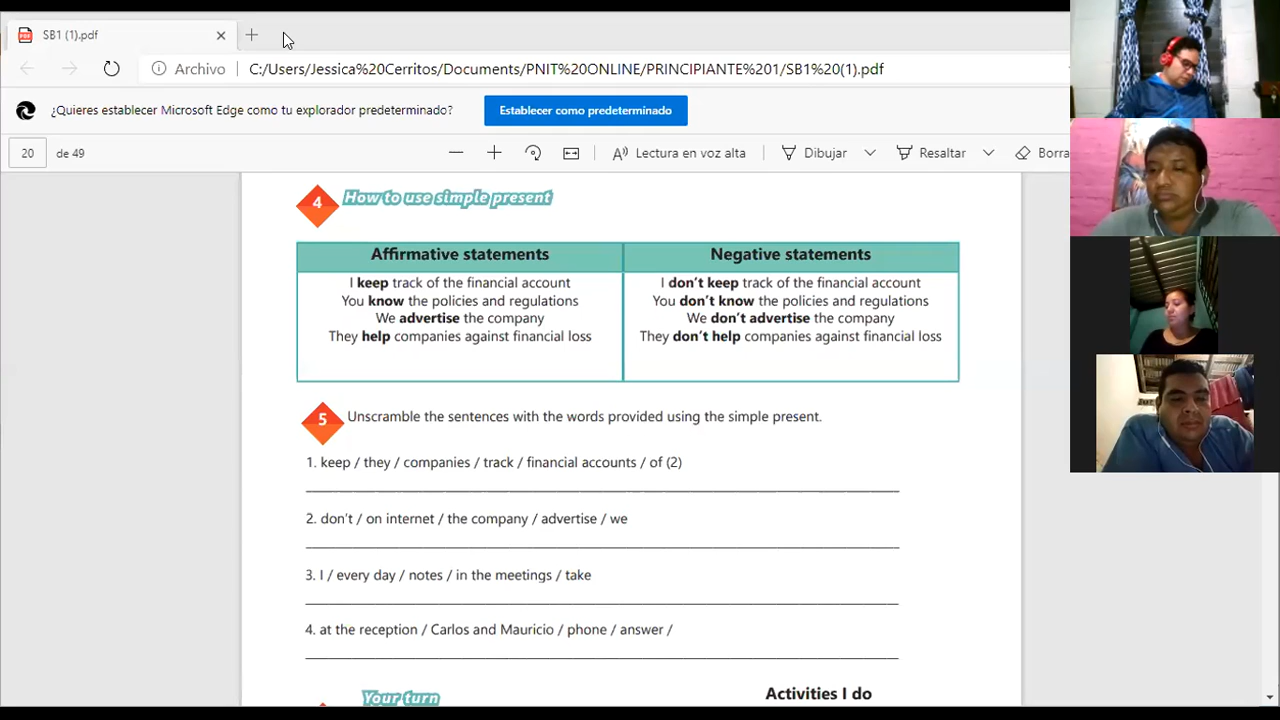 SB1 (1).pdf
Archivo C:/Users/Jessica%20Cerritos/Documents/PNIT%20ONLINE/PRINCIPIANTE%201/SB1%20(1).pdf
¿Quieres establecer Microsoft Edge como tu explorador predeterminado? Establecer como predeterminado
20 de 49 Lectura en voz alta Dibujar Resaltar Borra
4 How to use simple present
Affirmative statements Negative statements
I keep track of the financial account I don't keep track of the financial account
You know the policies and regulations You don't know the policies and regulations
We advertise the company We don't advertise the company
They help companies against financial loss They don't help companies against financial loss
5 Unscramble the sentences with the words provided using the simple present.
1. keep / they / companies / track / financial accounts / of (2)
2. don't / on internet / the company / advertise / we
3. I / every day / notes / in the meetings / take
4. at the reception / Carlos and Mauricio / phone / answer /
Your turn Activities I do